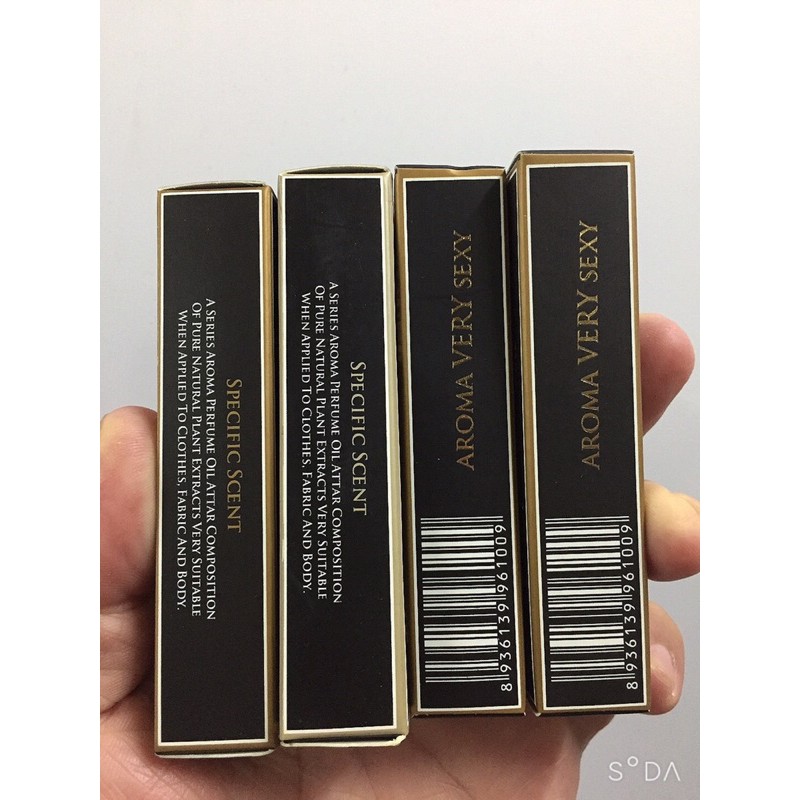 SPECIFIC SCENT
A SERIES AROMA PERFUME OIL ATTAR COMPOSITION
OF PURE NATURAL PLANT EXTRACTS VERY SUITABLE
WHEN APPLIED TO CLOTHES, FABRIC AND BODY.
SPECIFIC SCENT
A SERIES AROMA PERFUME OIL ATTAR COMPOSITION
OF PURE NATURAL PLANT EXTRACTS VERY SUITABLE
WHEN APPLIED TO CLOTHES, FABRIC AND BODY.
AROMA VERY SEXY
8936139961009
AROMA VERY SEXY
8936139961009
S°DA